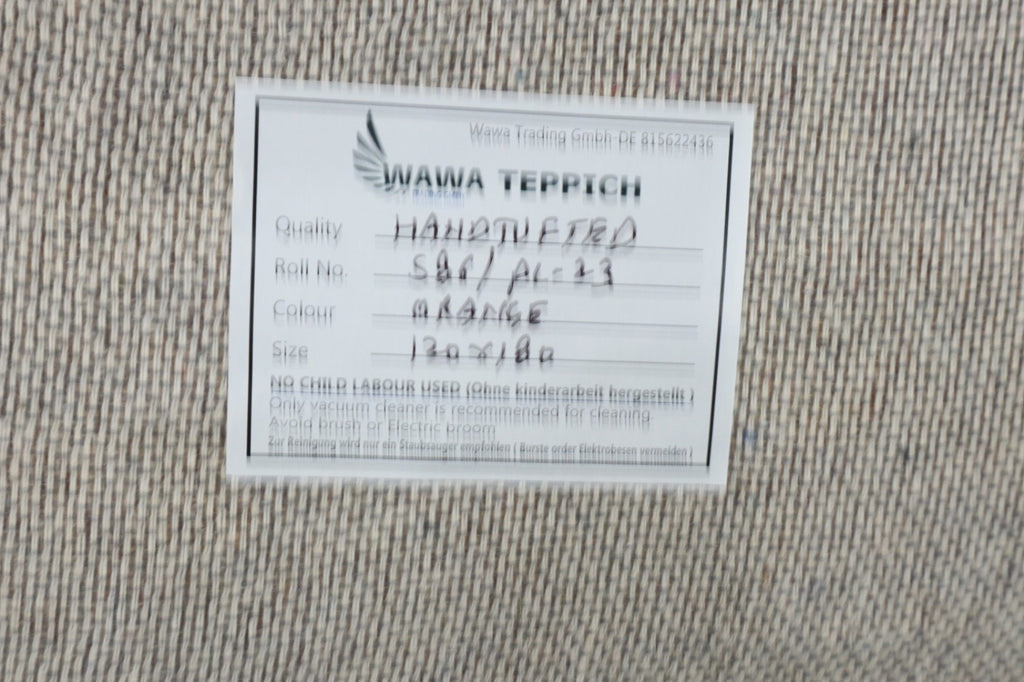 Wawa Trading Gmbh DE 815622436
WAWA TEPPICH
Quality HANDTUFTED
Roll No.
Colour ORANGE
Size 120x180
NO CHILD LABOUR USED (Ohne kinderarbeit hergestellt )
Only vacuum cleaner is recommended for cleaning
Avoid brush or Electric broom
Zur Reinigung wird nur ein Staubsauger empfohlen ( Burste order Elektrobesen vermeiden )